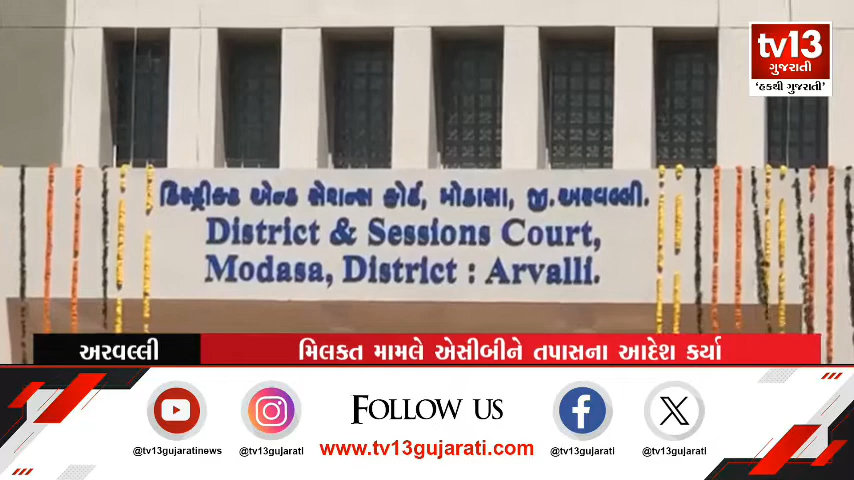 tv13
ગુજરાતી
'હકથી ગુજરાતી'
ડિસ્ટ્રીક્ટ એન્ડ સેશન્સ કોર્ટ, મોડાસા, જી.અરવલ્લી.
District & Sessions Court,
Modasa, District : Arvalli.
અરવલ્લી
મિલકત મામલે એસીબીને તપાસના આદેશ કર્યા
FOLLOW US
www.tv13gujarati.com
@tv13gujaratinews
@tv13gujarati
@tv13gujarati
@tv13gujarati